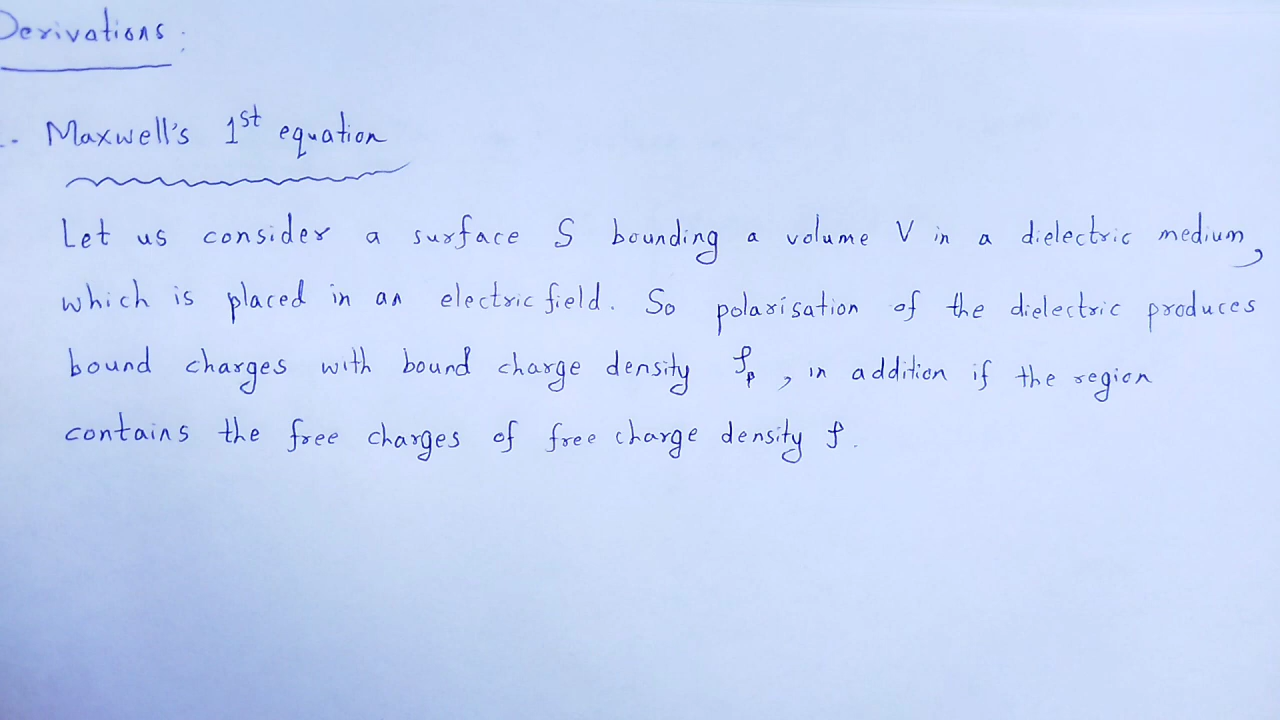 Derivations:
1. Maxwell's 1st equation
Let us consider a surface S bounding a volume V in a dielectric medium,
which is placed in an electric field. So polarisation of the dielectric produces
bound charges with bound charge density ρₚ, in addition if the region
contains the free charges of free charge density ρ.